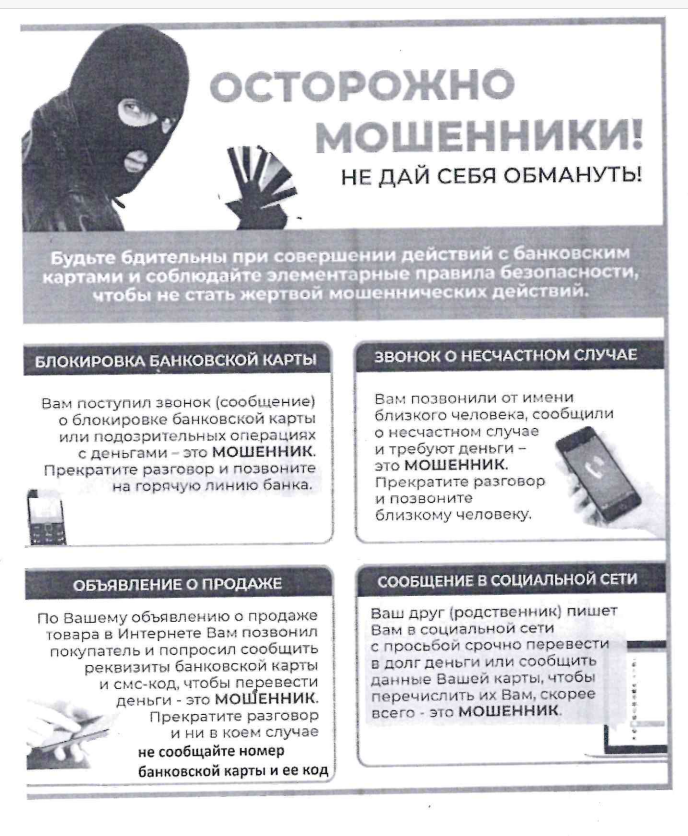 ОСТОРОЖНО
МОШЕННИКИ!
НЕ ДАЙ СЕБЯ ОБМАНУТЬ!
Будьте бдительны при совершении действий с банковским
картами и соблюдайте элементарные правила безопасности,
чтобы не стать жертвой мошеннических действий.
БЛОКИРОВКА БАНКОВСКОЙ КАРТЫ
Вам поступил звонок (сообщение)
о блокировке банковской карты
или подозрительных операциях
с деньгами – это МОШЕННИК.
Прекратите разговор и позвоните
на горячую линию банка.
ЗВОНОК О НЕСЧАСТНОМ СЛУЧАЕ
Вам позвонили от имени
близкого человека, сообщили
о несчастном случае
и требуют деньги –
это МОШЕННИК.
Прекратите разговор
и позвоните
близкому человеку.
ОБЪЯВЛЕНИЕ О ПРОДАЖЕ
По Вашему объявлению о продаже
товара в Интернете Вам позвонил
покупатель и попросил сообщить
реквизиты банковской карты
и смс-код, чтобы перевести
деньги - это МОШЕННИК.
Прекратите разговор
и ни в коем случае
не сообщайте номер
банковской карты и ее код
СООБЩЕНИЕ В СОЦИАЛЬНОЙ СЕТИ
Ваш друг (родственник) пишет
Вам в социальной сети
с просьбой срочно перевести
в долг деньги или сообщить
данные Вашей карты, чтобы
перечислить их Вам, скорее
всего - это МОШЕННИК.